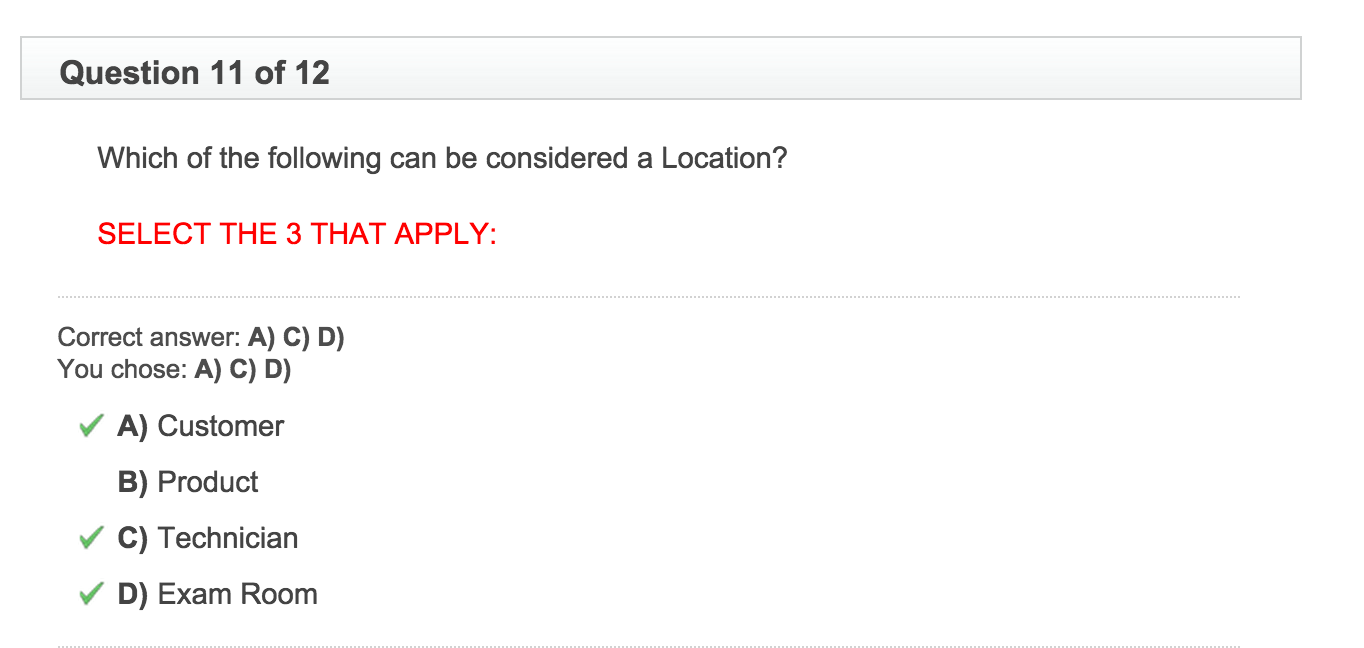 Question 11 of 12
Which of the following can be considered a Location?
SELECT THE 3 THAT APPLY:
Correct answer: A) C) D)
You chose: A) C) D)
A) Customer
B) Product
C) Technician
D) Exam Room